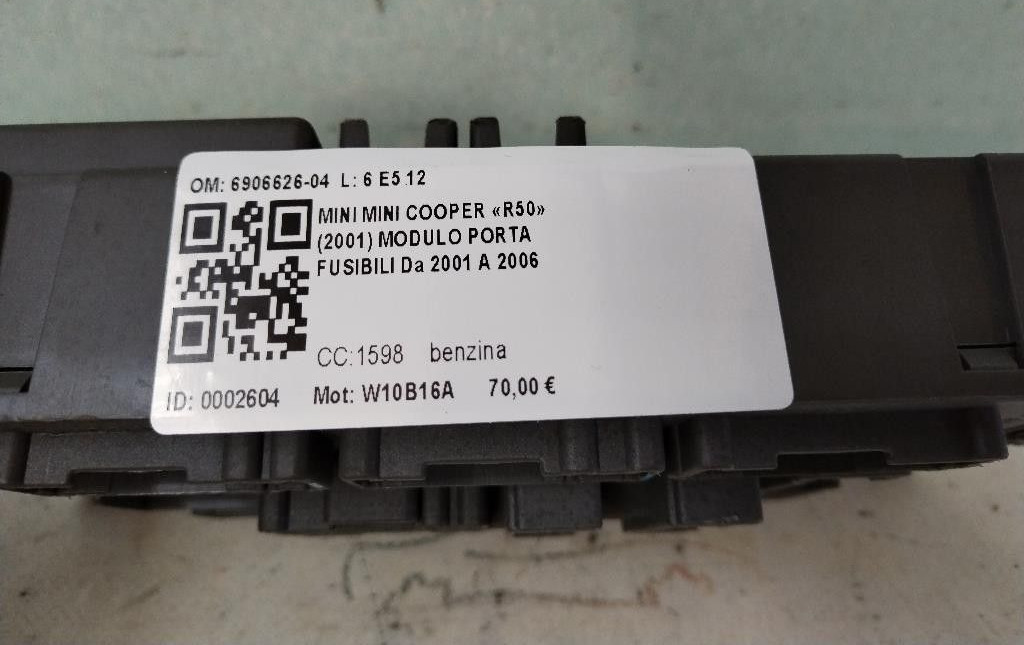 OM: 6906626-04 L: 6 E5.12
MINI MINI COOPER «R50»
(2001) MODULO PORTA
FUSIBILI Da 2001 A 2006
CC:1598 benzina
ID: 0002604 Mot: W10B16A 70,00 €